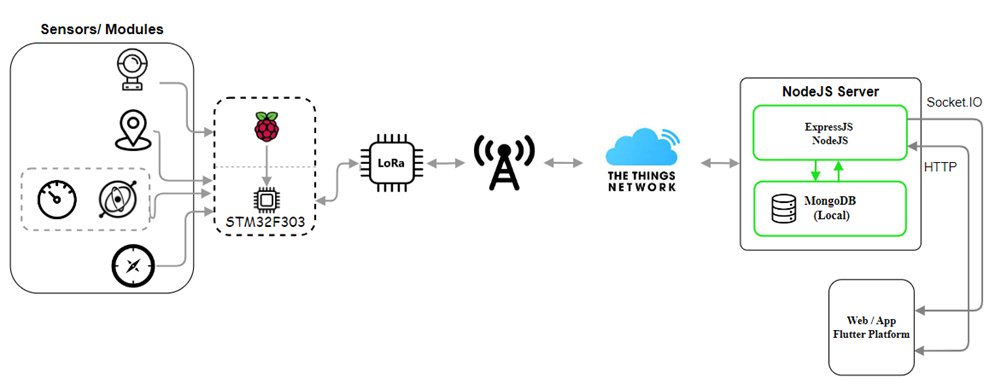 Sensors/ Modules
STM32F303
LoRa
THE THINGS
NETWORK
NodeJS Server
ExpressJS
NodeJS
MongoDB
(Local)
Socket.IO
HTTP
Web / App
Flutter Platform